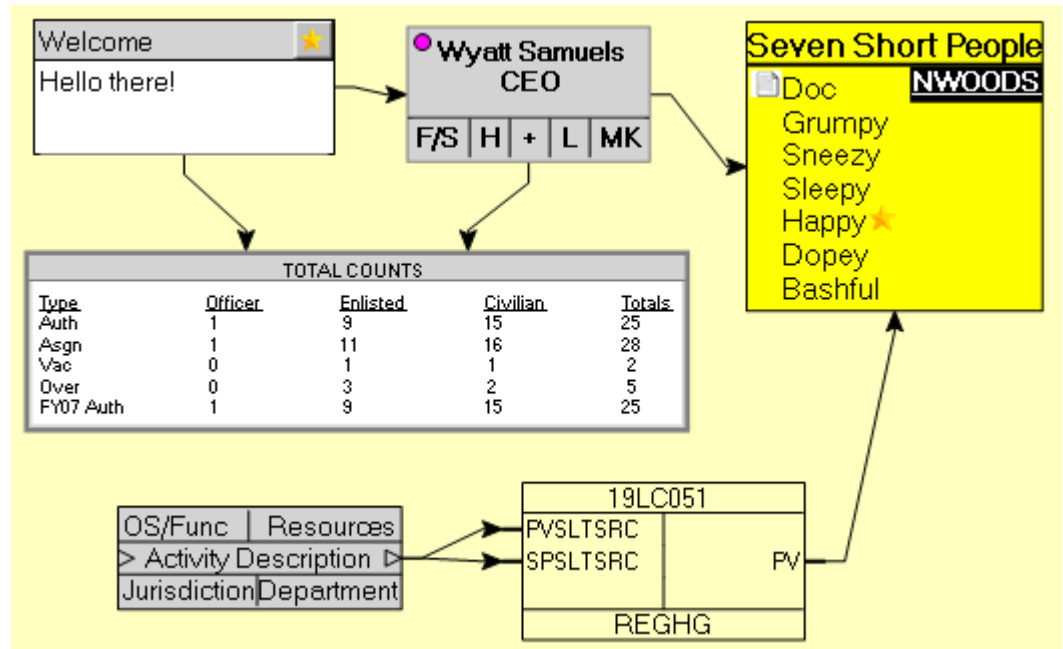 Welcome
Hello there!
Wyatt Samuels
CEO
F/S H + L MK
Seven Short People
NWOODS
Doc
Grumpy
Sneezy
Sleepy
Happy
Dopey
Bashful
TOTAL COUNTS
Type Officer Enlisted Civilian Totals
Auth 1 9 15 25
Asgn 1 11 16 28
Vac 0 1 1 2
Over 0 3 2 5
FY07 Auth 1 9 15 25
OS/Func Resources
Activity Description
Jurisdiction Department
19LC051
PVSLTSRC
SPSLTSRC PV
REGHG